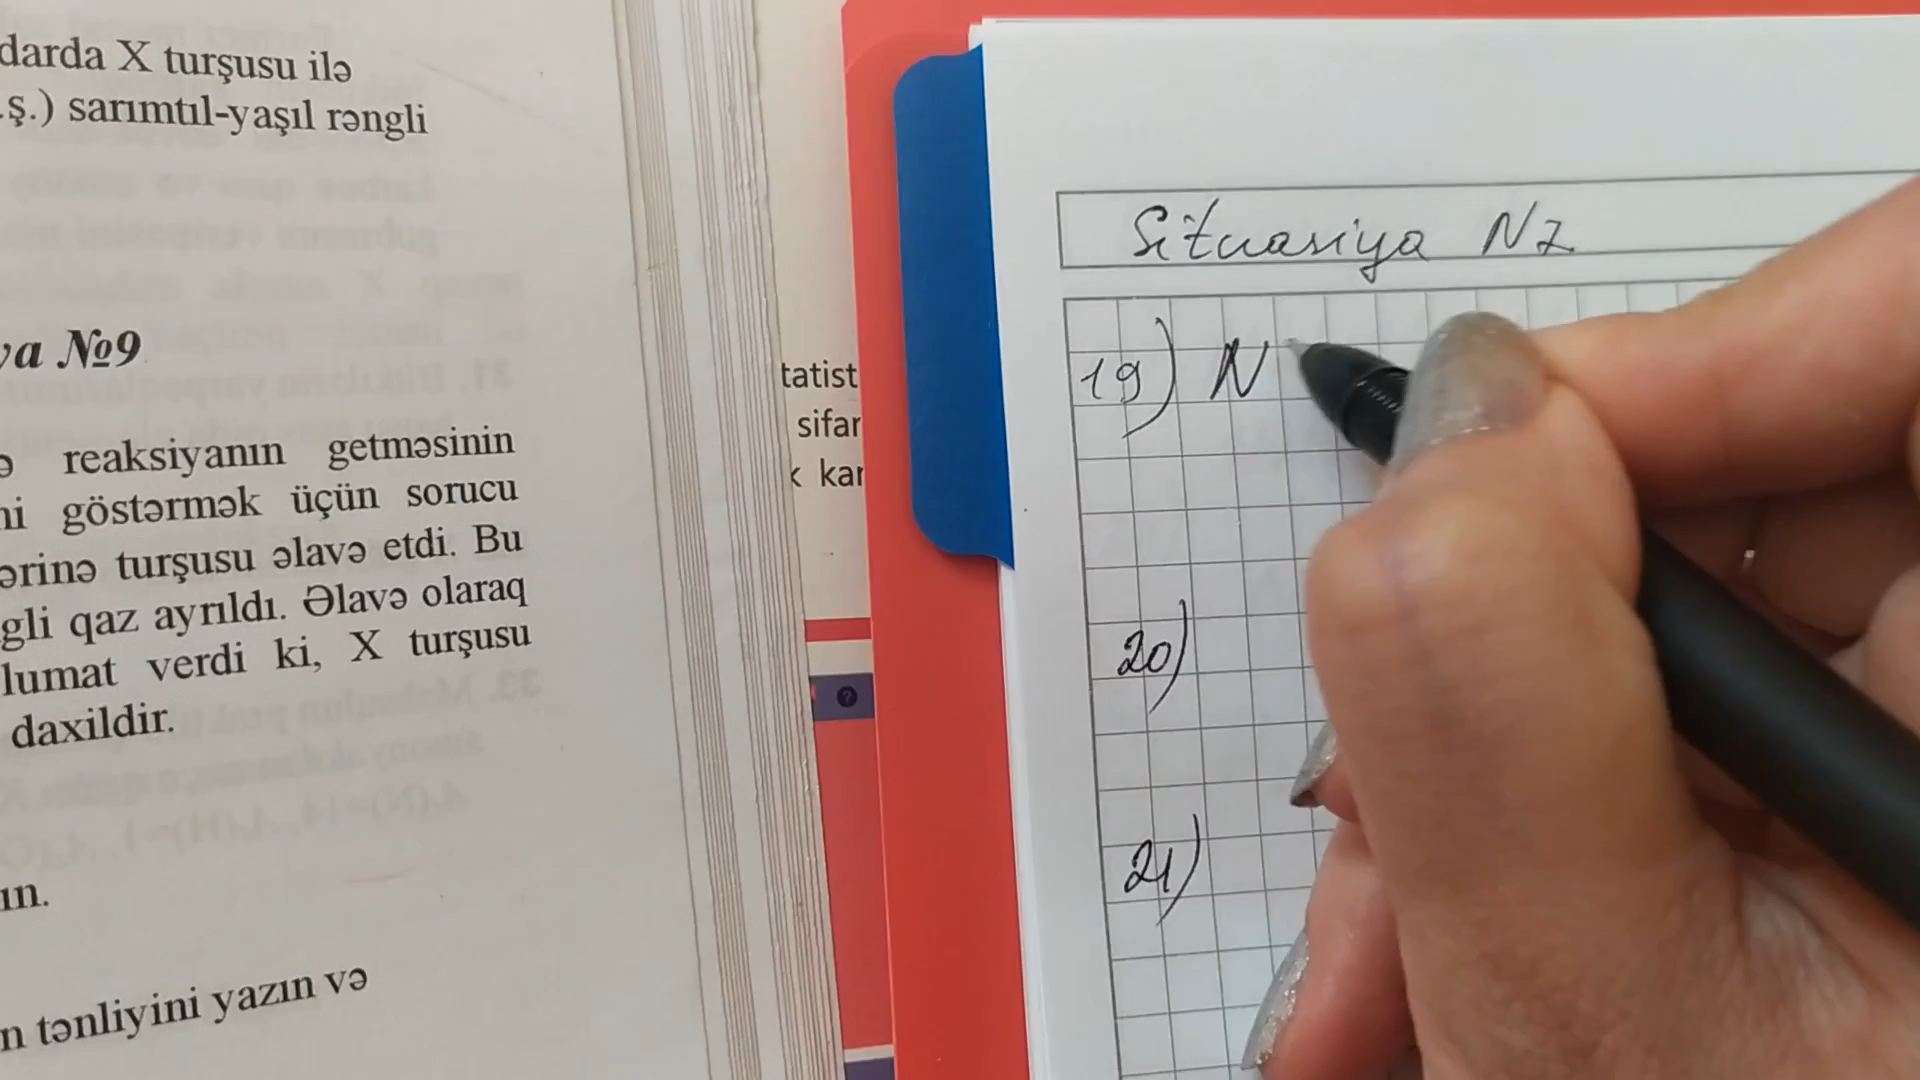 darda X turşusu ilə
.ş.) sarımtıl-yaşıl rəngli
ya №9
ə reaksiyanın getməsinin
ni göstərmək üçün sorucu
ərinə turşusu əlavə etdi. Bu
gli qaz ayrıldı. Əlavə olaraq
lumat verdi ki, X turşusu
daxildir.
ın.
n tənliyini yazın və
tatist
sifar
k kar
Situasiya N2
19) N
20)
21)